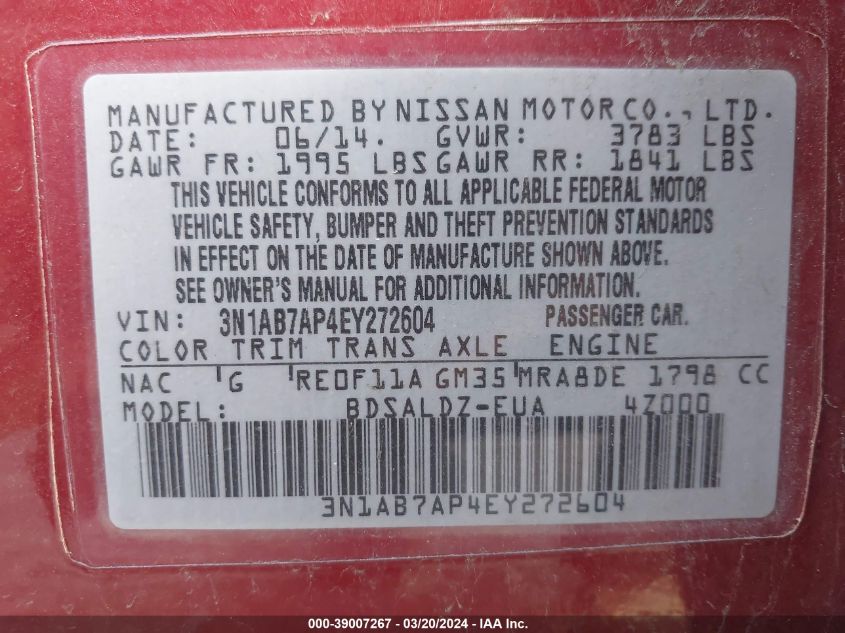 MANUFACTURED BY NISSAN MOTOR CO., LTD.
DATE: 06/14. GVWR: 3783 LBS
GAWR FR: 1995 LBS GAWR RR: 1841 LBS
THIS VEHICLE CONFORMS TO ALL APPLICABLE FEDERAL MOTOR
VEHICLE SAFETY, BUMPER AND THEFT PREVENTION STANDARDS
IN EFFECT ON THE DATE OF MANUFACTURE SHOWN ABOVE.
SEE OWNER'S MANUAL FOR ADDITIONAL INFORMATION.
VIN: 3N1AB7AP4EY272604 PASSENGER CAR.
COLOR TRIM TRANS AXLE ENGINE
NAC 'G 'RE0F11A GM35'MRA8DE 1798 CC
MODEL: BDSALDZ-EUA 4Z000
3N1AB7AP4EY272604
000-39007267 - 03/20/2024 - IAA Inc.